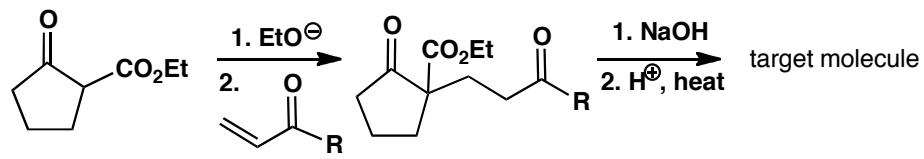 O
CO₂Et
1. EtO⊖
2.
O
R
O
CO₂Et
O
R
1. NaOH
2. H⊕, heat
target molecule